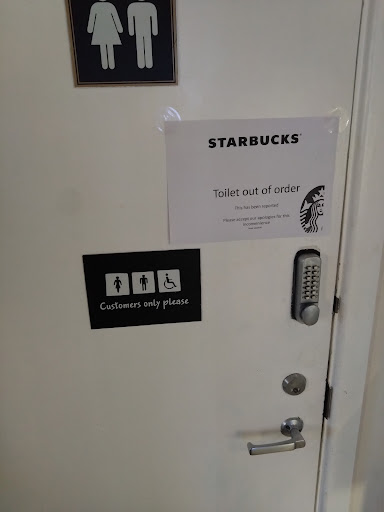 STARBUCKS
Toilet out of order
This has been reported
Please accept our apologies for this
Customers only please